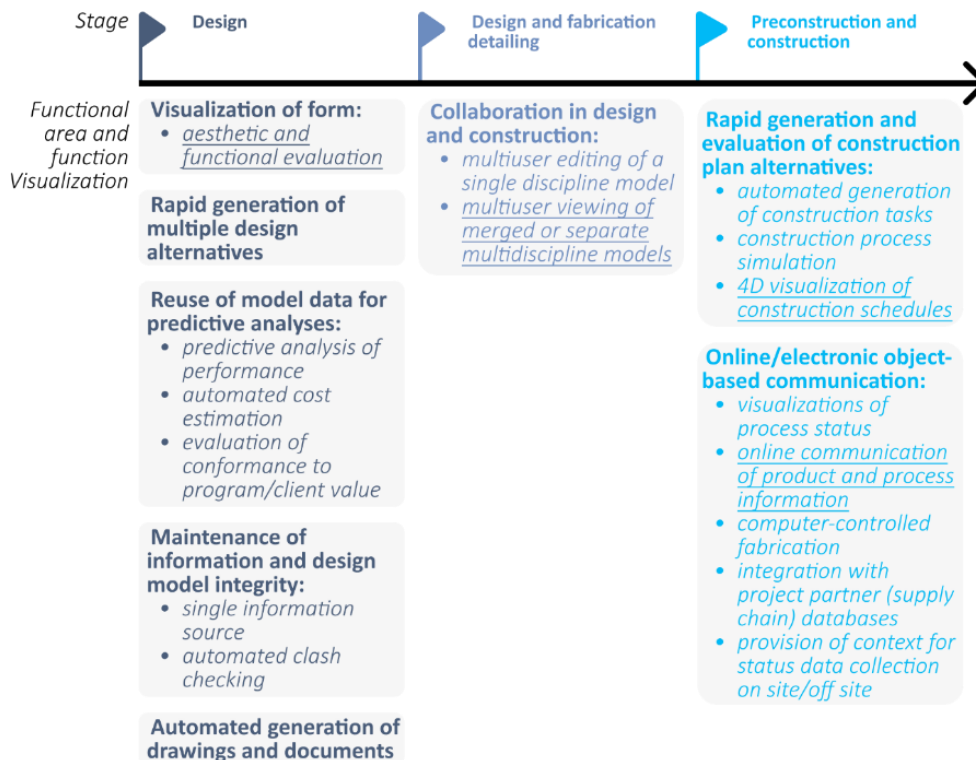 Stage
Design
Design and fabrication
detailing
Preconstruction and
construction
Functional
area and
function
Visualization
Visualization of form:
• aesthetic and
functional evaluation
Rapid generation of
multiple design
alternatives
Reuse of model data for
predictive analyses:
• predictive analysis of
performance
• automated cost
estimation
• evaluation of
conformance to
program/client value
Maintenance of
information and design
model integrity:
• single information
source
• automated clash
checking
Automated generation of
drawings and documents
Collaboration in design
and construction:
• multiuser editing of a
single discipline model
• multiuser viewing of
merged or separate
multidiscipline models
Rapid generation and
evaluation of construction
plan alternatives:
• automated generation
of construction tasks
• construction process
simulation
• 4D visualization of
construction schedules
Online/electronic object-
based communication:
• visualizations of
process status
• online communication
of product and process
information
• computer-controlled
fabrication
• integration with
project partner (supply
chain) databases
• provision of context for
status data collection
on site/off site